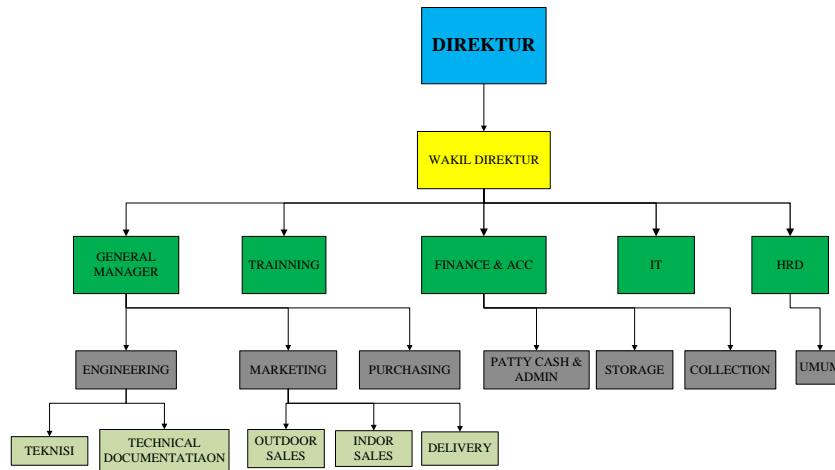 DIREKTUR
WAKIL DIREKTUR
GENERAL
MANAGER
TRAINNING
FINANCE & ACC
IT
HRD
ENGINEERING
MARKETING
PURCHASING
PATTY CASH &
ADMIN
STORAGE
COLLECTION
UMUM
TEKNISI
TECHNICAL
DOCUMENTATIAON
OUTDOOR
SALES
INDOR
SALES
DELIVERY